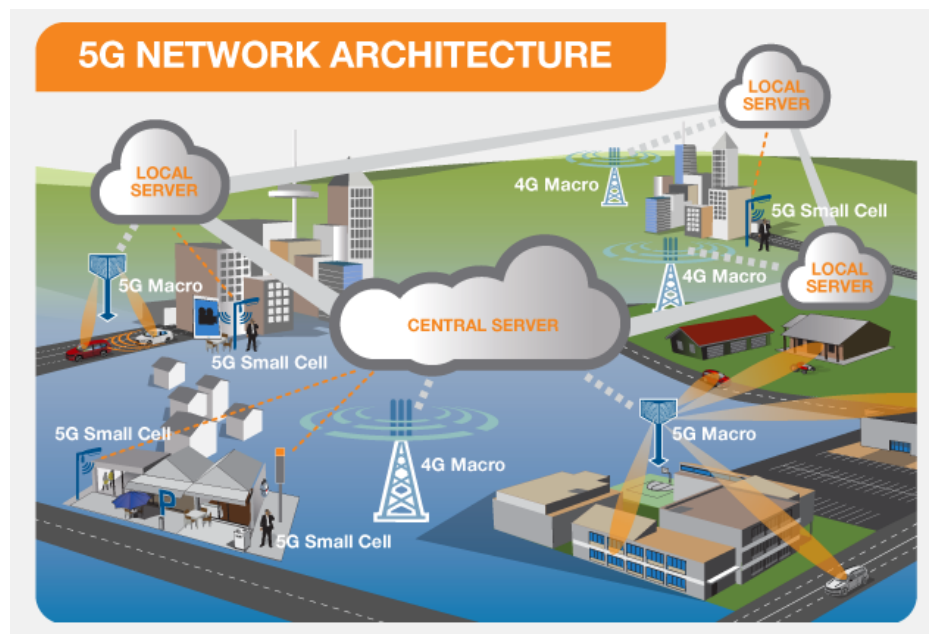 5G NETWORK ARCHITECTURE
LOCAL
SERVER
LOCAL
SERVER
4G Macro
5G Small Cell
5G Macro
4G Macro
LOCAL
SERVER
CENTRAL SERVER
5G Small Cell
5G Small Cell
5G Macro
4G Macro
P
5G Small Cell